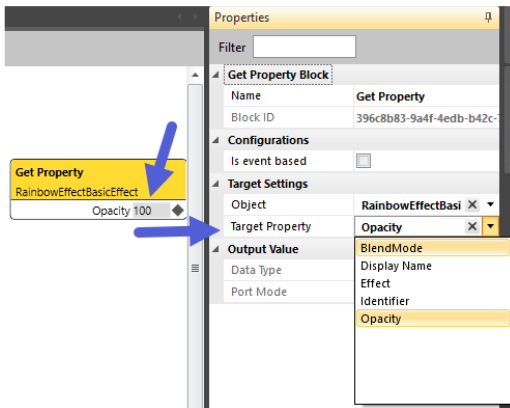 Properties
Filter
Get Property Block
Name Get Property
Block ID 396c8b83-9a4f-4edb-b42c-
Configurations
Is event based
Target Settings
Object RainbowEffectBasi
Target Property Opacity
Output Value
Data Type
Port Mode
BlendMode
Display Name
Effect
Identifier
Opacity
Get Property
RainbowEffectBasicEffect
Opacity 100